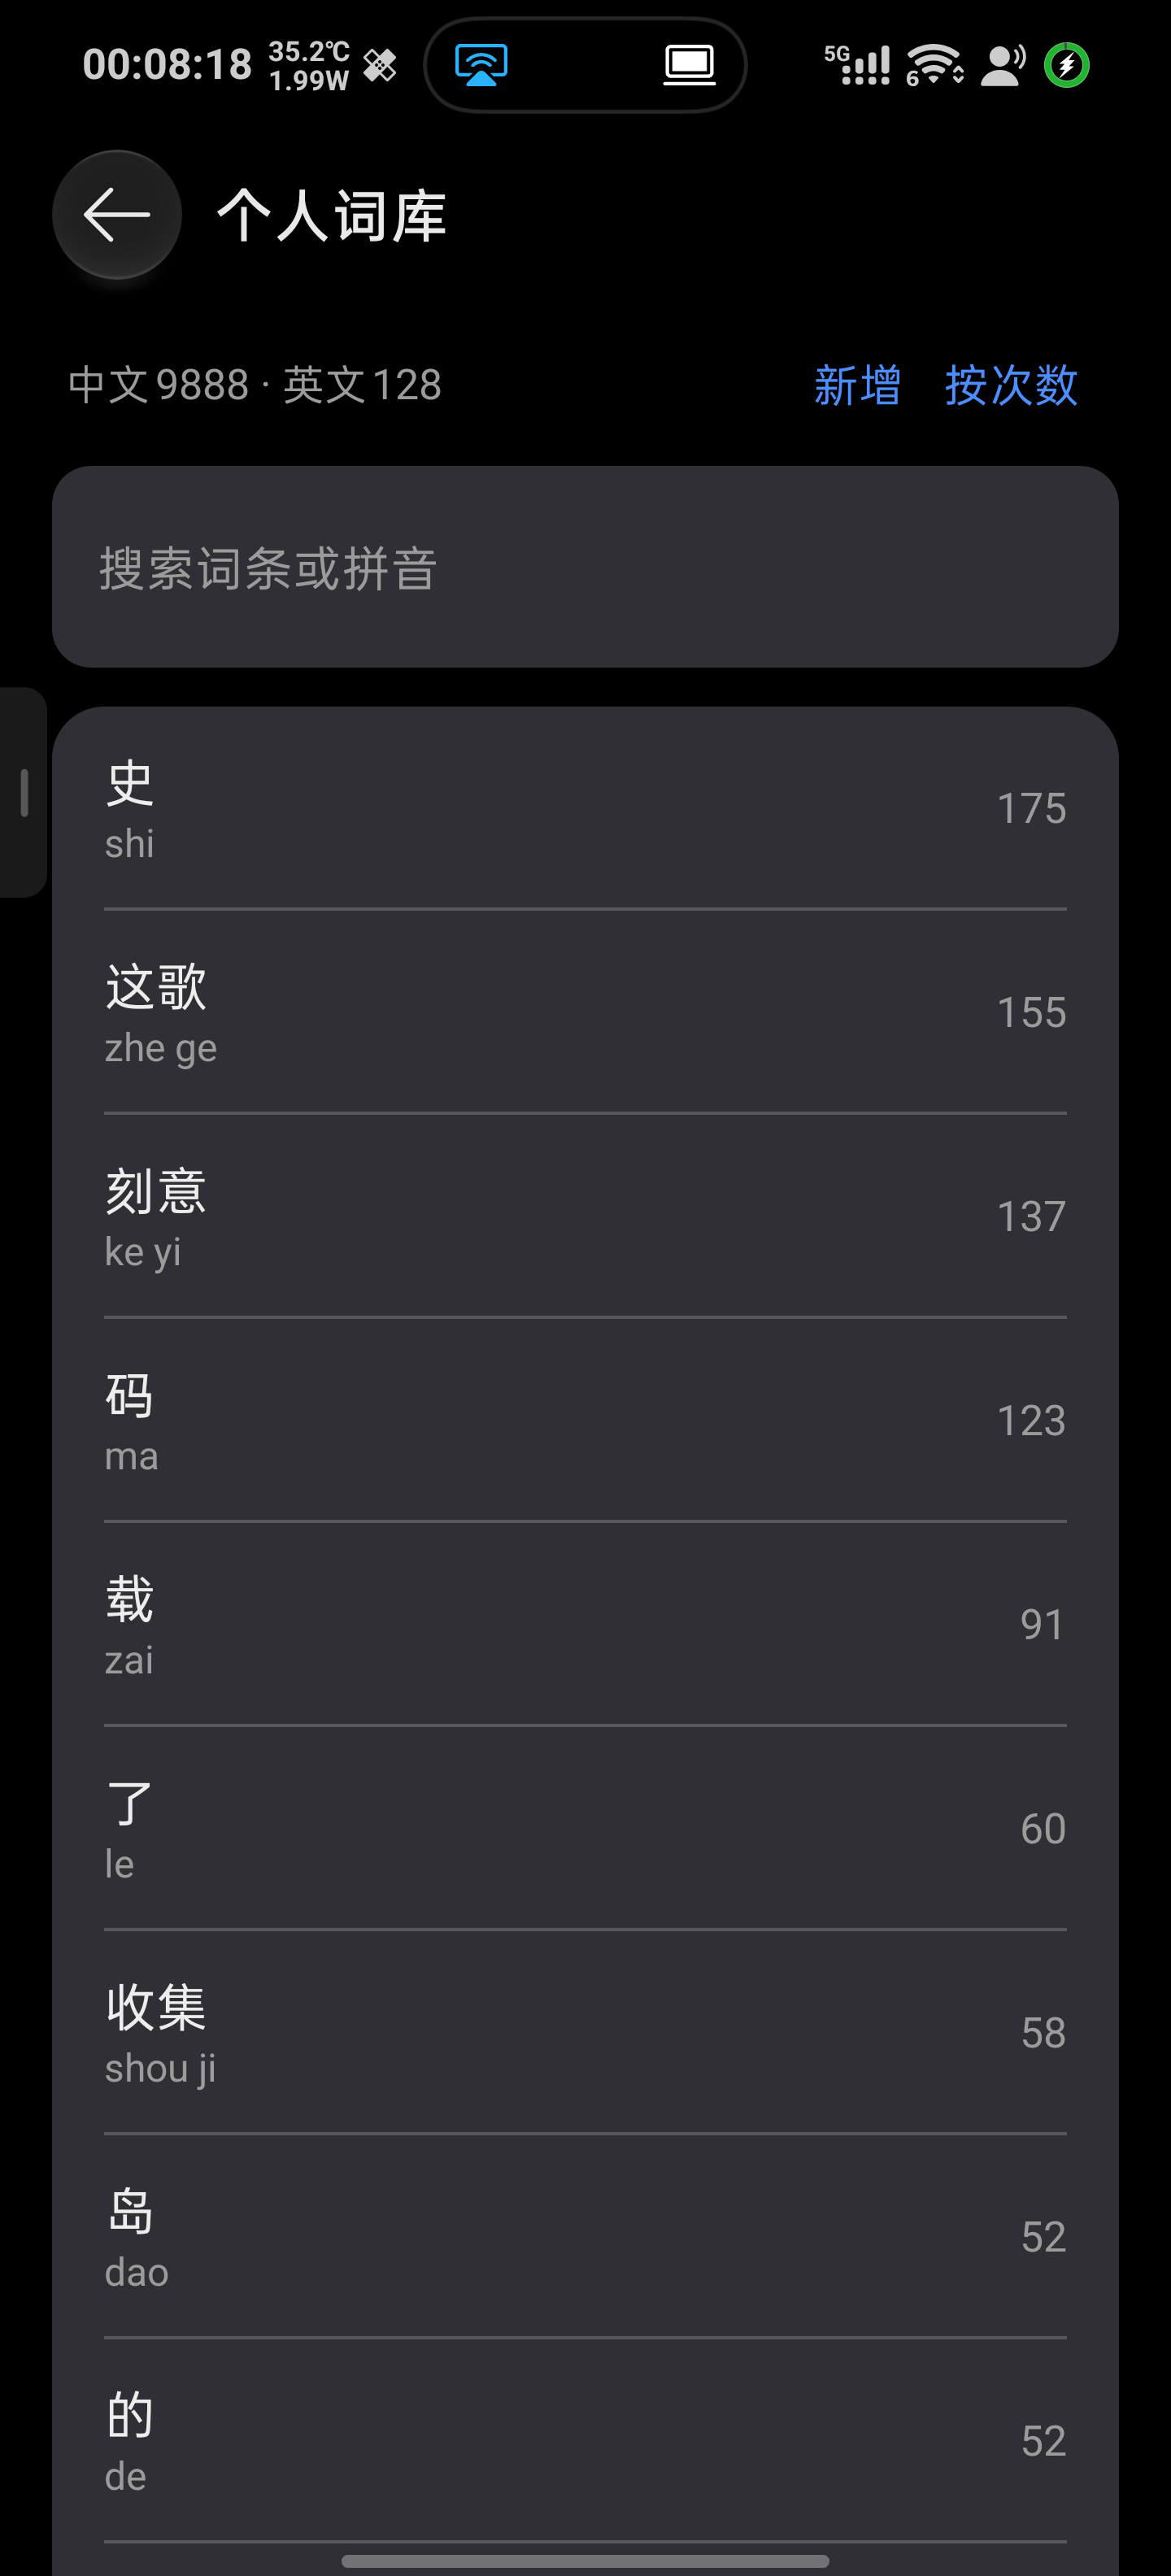 00:08:18 35.2℃ 5G
1.99W 6
个人词库
中文 9888 · 英文 128 新增 按次数
搜索词条或拼音
史
shi
175
这歌
zhe ge
155
刻意
ke yi
137
码
ma
123
载
zai
91
了
le
60
收集
shou ji
58
岛
dao
52
的
de
52